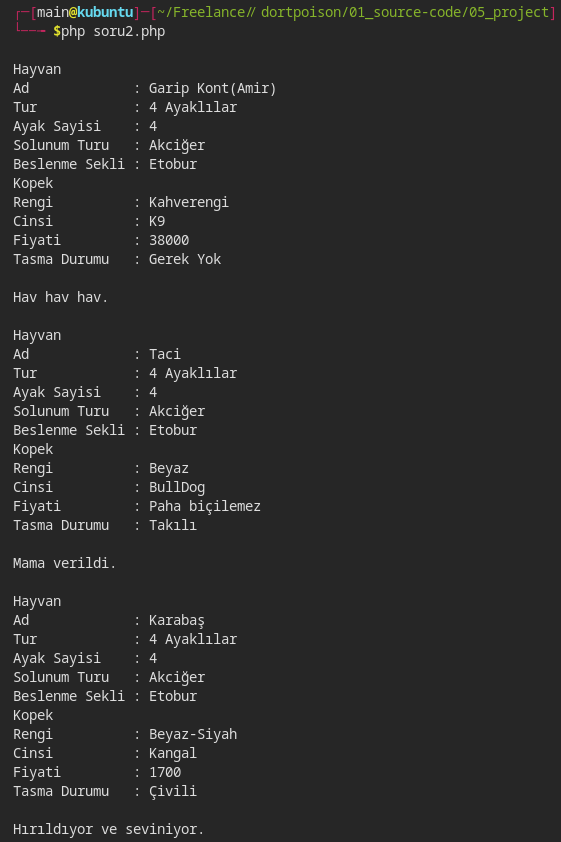 ┌─[main@kubuntu]─[~/Freelance// dortpoison/01_source-code/05_project]
└──╼ $php soru2.php
Hayvan
Ad             : Garip Kont(Amir)
Tur            : 4 Ayaklılar
Ayak Sayisi    : 4
Solunum Turu   : Akciğer
Beslenme Sekli : Etobur
Kopek
Rengi          : Kahverengi
Cinsi          : K9
Fiyati         : 38000
Tasma Durumu   : Gerek Yok
Hav hav hav.
Hayvan
Ad             : Taci
Tur            : 4 Ayaklılar
Ayak Sayisi    : 4
Solunum Turu   : Akciğer
Beslenme Sekli : Etobur
Kopek
Rengi          : Beyaz
Cinsi          : BullDog
Fiyati         : Paha biçilemez
Tasma Durumu   : Takılı
Mama verildi.
Hayvan
Ad             : Karabaş
Tur            : 4 Ayaklılar
Ayak Sayisi    : 4
Solunum Turu   : Akciğer
Beslenme Sekli : Etobur
Kopek
Rengi          : Beyaz-Siyah
Cinsi          : Kangal
Fiyati         : 1700
Tasma Durumu   : Çivili
Hırıldıyor ve seviniyor.